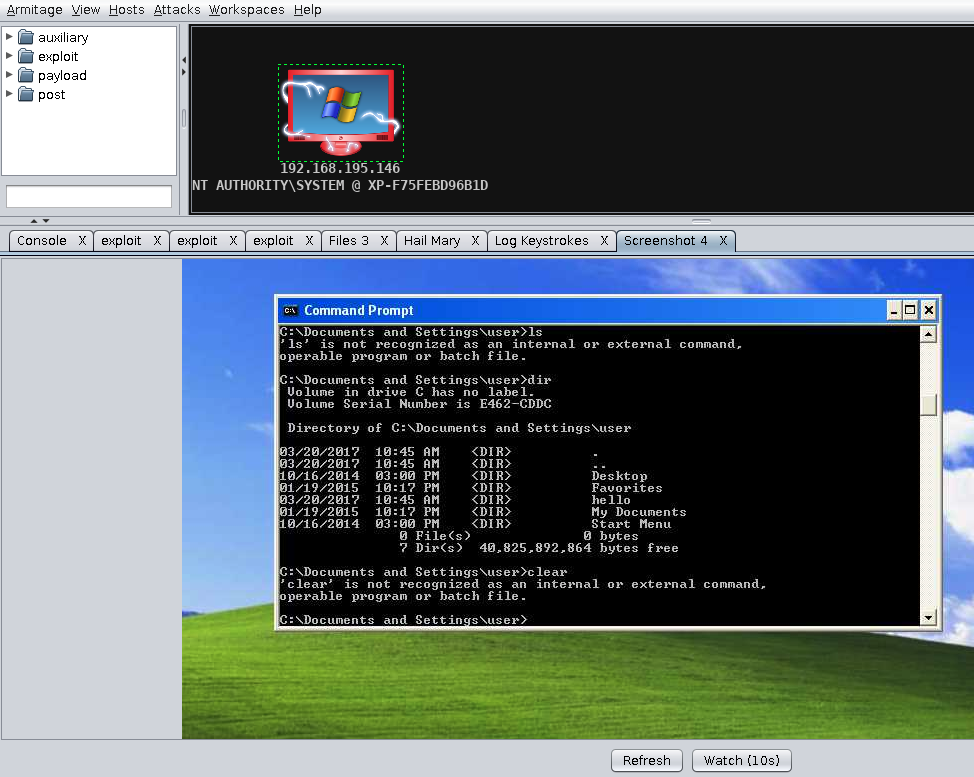 Armitage View Hosts Attacks Workspaces Help
auxiliary
exploit
payload
post
192.168.195.146
NT AUTHORITY\SYSTEM @ XP-F75FEBD96B1D
Console X exploit X exploit X exploit X Files 3 X Hail Mary X Log Keystrokes X Screenshot 4 X
C:\ Command Prompt
C:\Documents and Settings\user>ls
'ls' is not recognized as an internal or external command,
operable program or batch file.
C:\Documents and Settings\user>dir
Volume in drive C has no label.
Volume Serial Number is E462-CDDC
Directory of C:\Documents and Settings\user
03/20/2017 10:45 AM <DIR> .
03/20/2017 10:45 AM <DIR> ..
10/16/2014 03:00 PM <DIR> Desktop
01/19/2015 10:17 PM <DIR> Favorites
03/20/2017 10:45 AM <DIR> hello
01/19/2015 10:17 PM <DIR> My Documents
10/16/2014 03:00 PM <DIR> Start Menu
0 File(s) 0 bytes
7 Dir(s) 40,825,892,864 bytes free
C:\Documents and Settings\user>clear
'clear' is not recognized as an internal or external command,
operable program or batch file.
C:\Documents and Settings\user>
Refresh Watch (10s)